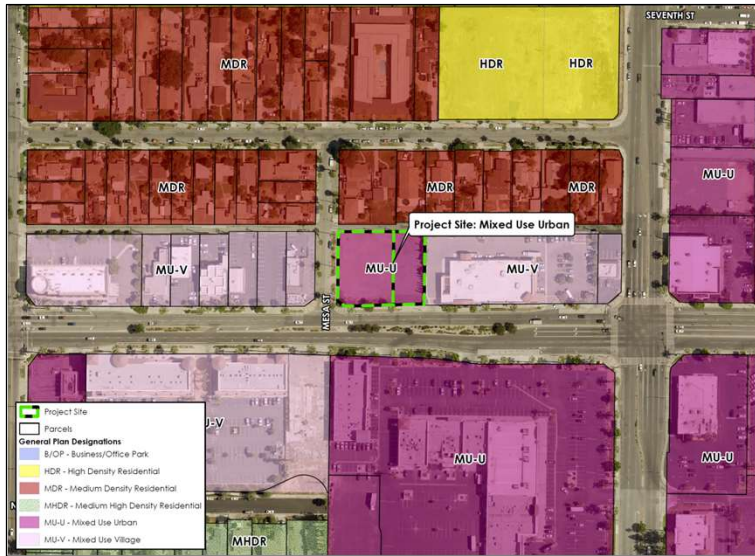 SEVENTH ST
MDR
HDR
HDR
MU-U
MDR
MDR
MDR
Project Site: Mixed Use Urban
MU-V
MU-U
MU-V
MESA ST
Project Site
Parcels
General Plan Designations
B/OP - Business/Office Park
HDR - High Density Residential
MDR - Medium Density Residential
MHDR - Medium High Density Residential
MU-U - Mixed Use Urban
MU-V - Mixed Use Village
U-V
MU-U
MU-U
MHDR
N